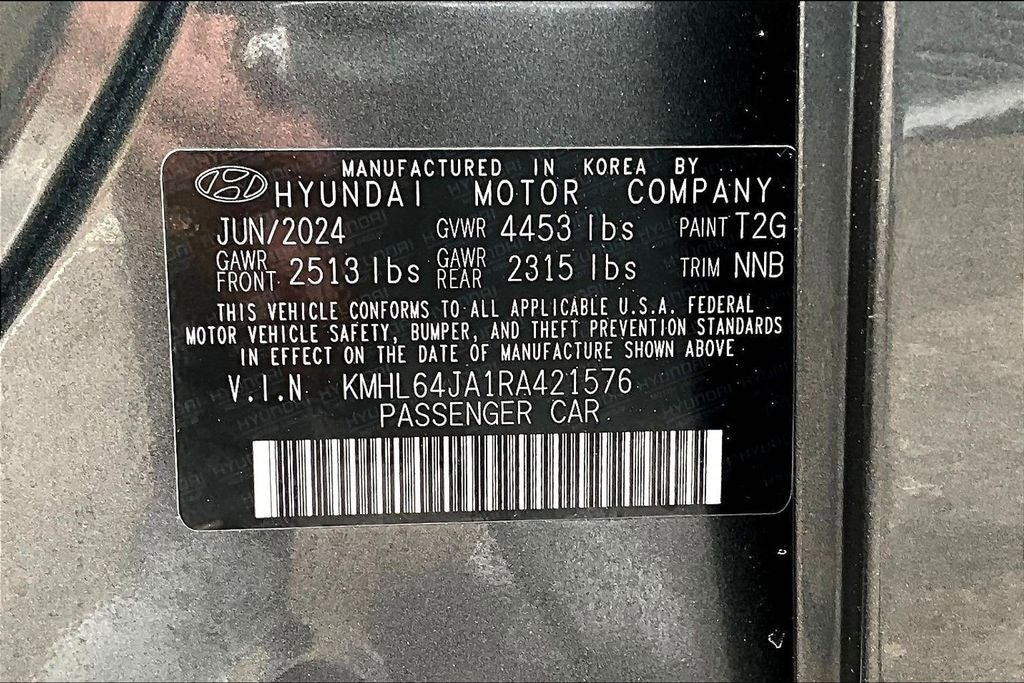 MANUFACTURED IN KOREA BY
HYUNDAI MOTOR COMPANY
JUN/2024 GVWR 4453 lbs PAINT T2G
GAWR FRONT 2513 lbs GAWR REAR 2315 lbs TRIM NNB
THIS VEHICLE CONFORMS TO ALL APPLICABLE U.S.A. FEDERAL
MOTOR VEHICLE SAFETY, BUMPER, AND THEFT PREVENTION STANDARDS
IN EFFECT ON THE DATE OF MANUFACTURE SHOWN ABOVE
V.I.N KMHL64JA1RA421576
PASSENGER CAR